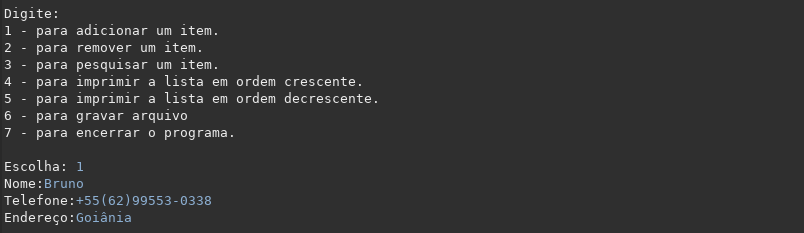 Digite:
1 - para adicionar um item.
2 - para remover um item.
3 - para pesquisar um item.
4 - para imprimir a lista em ordem crescente.
5 - para imprimir a lista em ordem decrescente.
6 - para gravar arquivo
7 - para encerrar o programa.
Escolha: 1
Nome:Bruno
Telefone:+55(62)99553-0338
Endereço:Goiânia